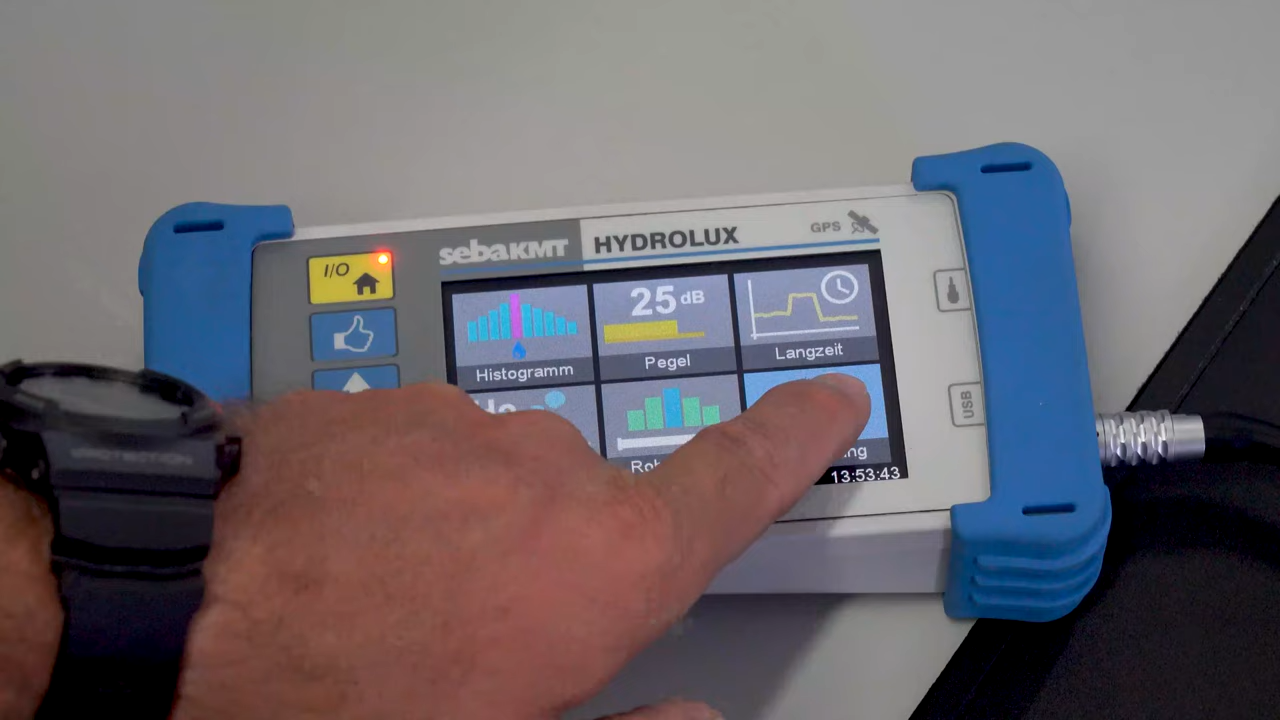 sebaKMT HYDROLUX GPS
I/O
25 dB
Histogramm
Pegel
Langzeit
USB
13:53:43